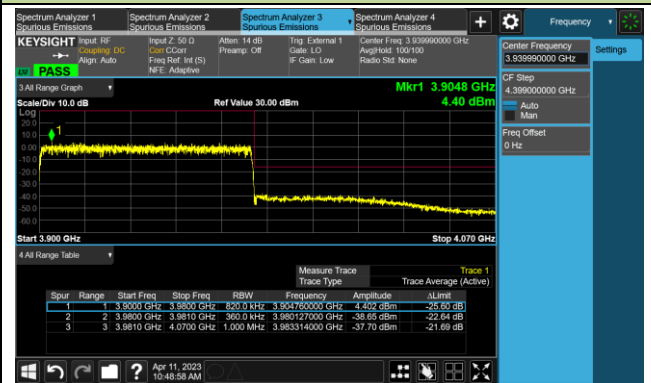 Spectrum Analyzer 1
Spurious Emissions
Spectrum Analyzer 2
Spurious Emissions
Spectrum Analyzer 3
Spurious Emissions
Spectrum Analyzer 4
Spurious Emissions
+
Frequency
KEYSIGHT
Input: RF
Coupling: DC
Align: Auto
Input Z: 50 Ω
Corr CCorr
Freq Ref: Int (S)
NFE: Adaptive
Atten: 14 dB
Preamp: Off
Trig: External 1
Gate: LO
IF Gain: Low
Center Freq: 3.939990000 GHz
Avg|Hold: 100/100
Radio Std: None
PASS
Center Frequency
3.939990000 GHz
Settings
CF Step
4.399000000 GHz
Auto
Man
Freq Offset
0 Hz
3 All Range Graph
Mkr1 3.9048 GHz
4.40 dBm
Scale/Div 10.0 dB
Ref Value 30.00 dBm
Log
20.0
10.0
0.00
-10.0
-20.0
-30.0
-40.0
-50.0
-60.0
1
Start 3.900 GHz
Stop 4.070 GHz
4 All Range Table
Measure Trace Trace 1
Trace Type Trace Average (Active)
Spur Range Start Freq Stop Freq RBW Frequency Amplitude ΔLimit
1 1 3.9000 GHz 3.9800 GHz 820.0 kHz 3.904760000 GHz 4.402 dBm -25.60 dB
2 2 3.9800 GHz 3.9810 GHz 360.0 kHz 3.980127000 GHz -38.65 dBm -22.64 dB
3 3 3.9810 GHz 4.0700 GHz 1.000 MHz 3.983314000 GHz -37.70 dBm -21.69 dB
?
Apr 11, 2023
10:48:58 AM